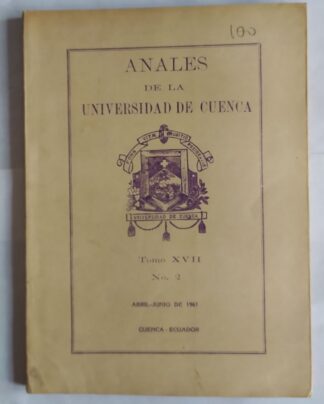 100
ANALES
DE LA
UNIVERSIDAD DE CUENCA
UNIVERSIDAD DE CUENCA
Tomo XVII
No. 2
ABRIL-JUNIO DE 1961
CUENCA - ECUADOR